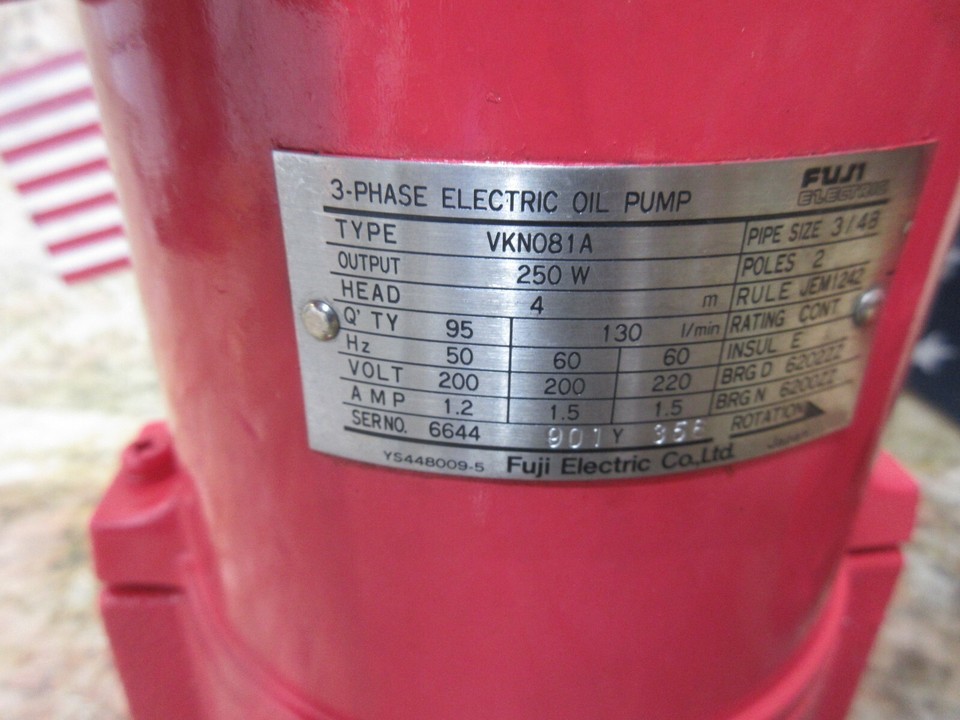 3-PHASE ELECTRIC OIL PUMP
FUJI
ELECTRIC
TYPE VKN081A PIPE SIZE 3/4B
OUTPUT 250 W POLES 2
HEAD 4 m RULE JEM1242
Q'TY 95 130 l/min RATING CONT
Hz 50 60 60 INSUL E
VOLT 200 200 220 BRG D 6202ZZ
AMP 1.2 1.5 1.5 BRG N 6200ZZ
SER NO. 6644 901Y 356 ROTATION
YS448009-5 Fuji Electric Co., Ltd. Japan